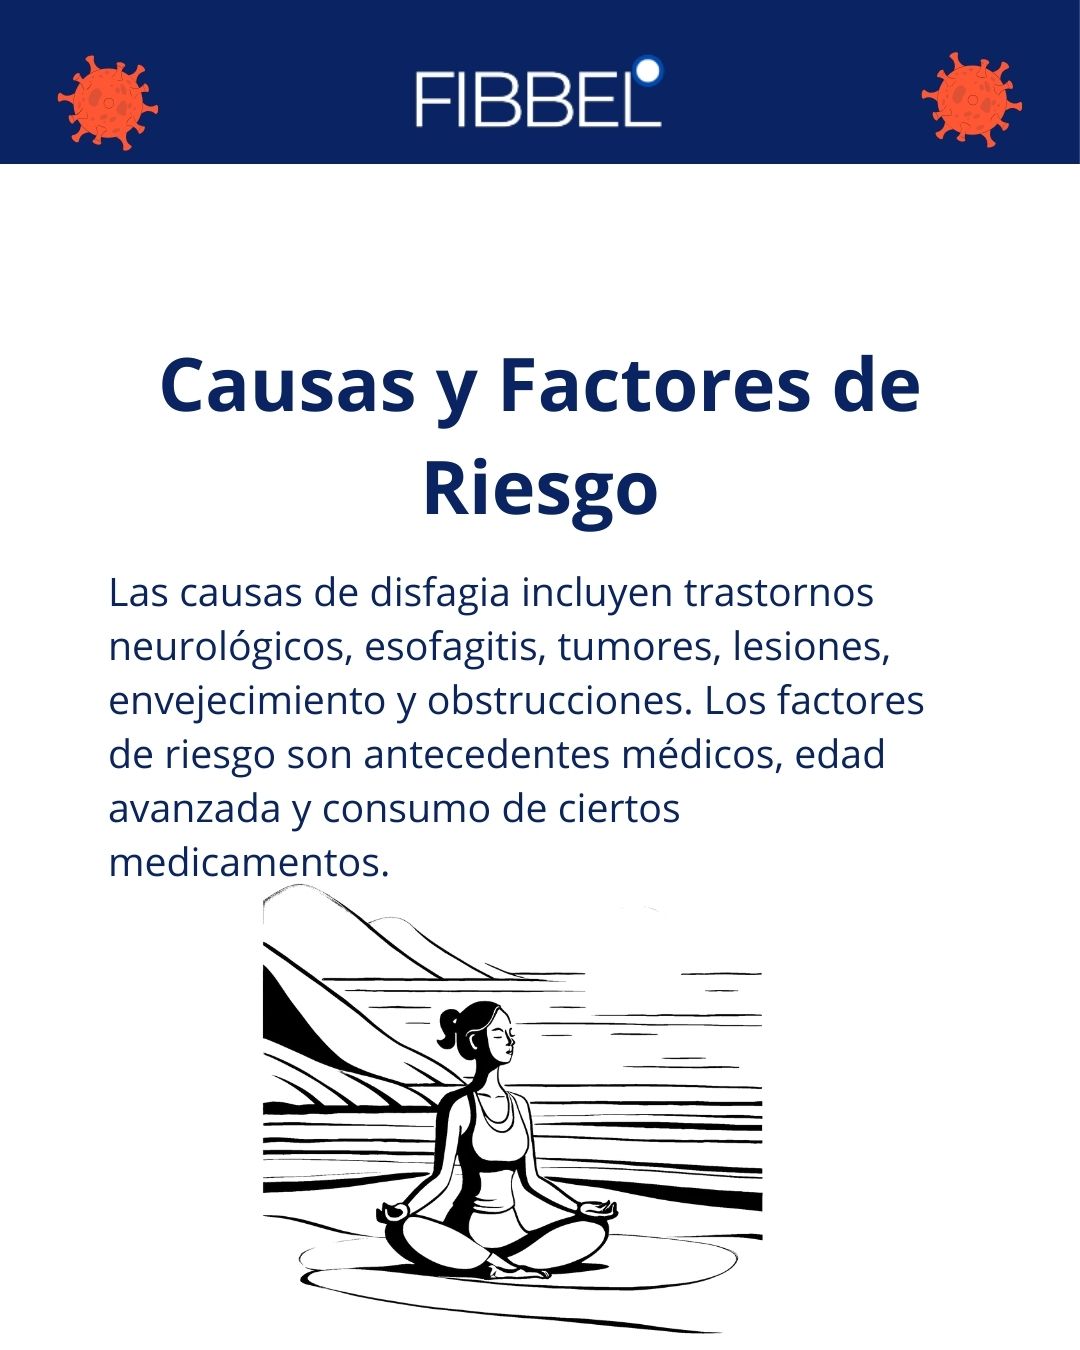 FIBBEL
Causas y Factores de
Riesgo
Las causas de disfagia incluyen trastornos
neurológicos, esofagitis, tumores, lesiones,
envejecimiento y obstrucciones. Los factores
de riesgo son antecedentes médicos, edad
avanzada y consumo de ciertos
medicamentos.